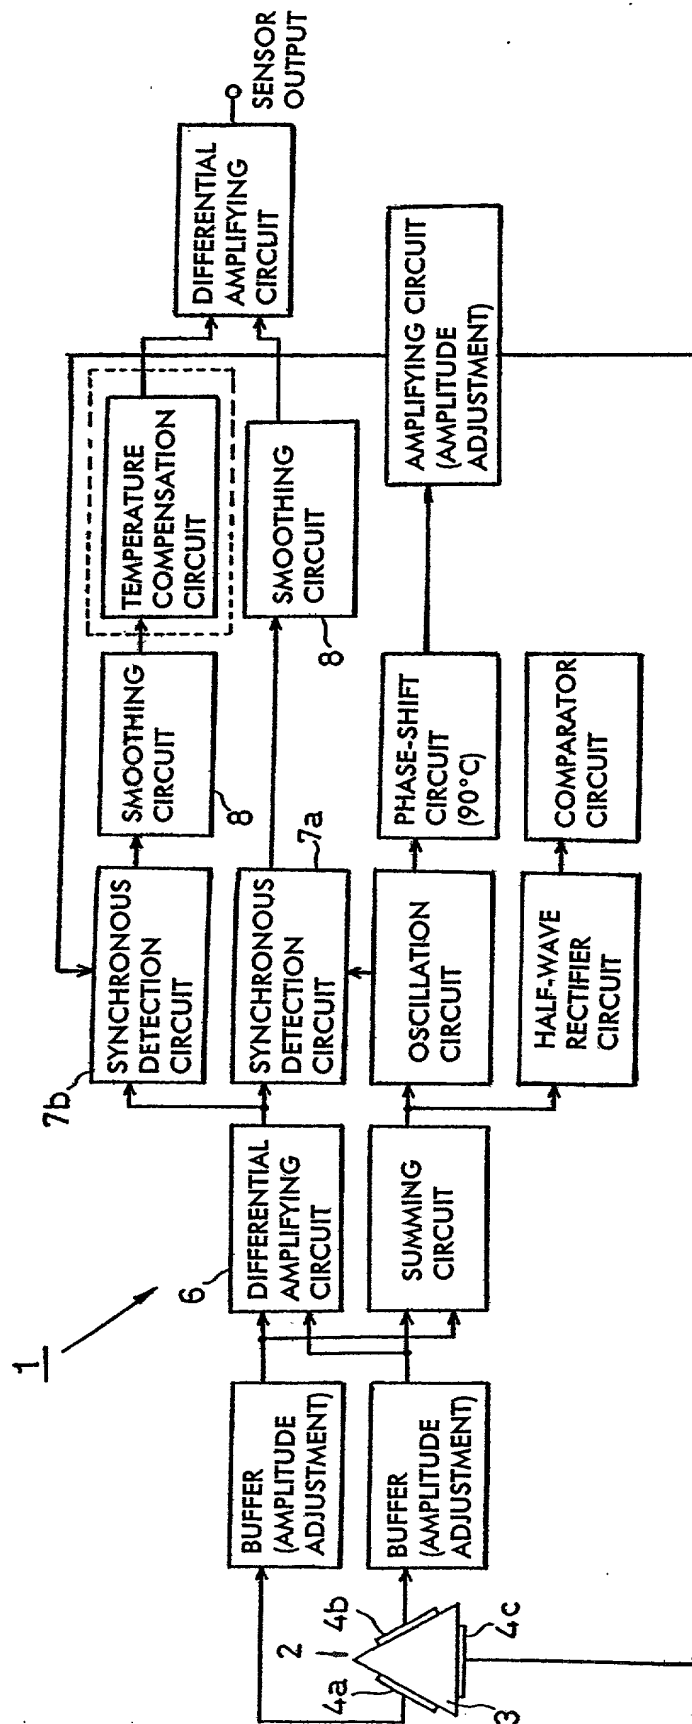 1
2
3
4a
4b
4c
BUFFER
(AMPLITUDE
ADJUSTMENT)
BUFFER
(AMPLITUDE
ADJUSTMENT)
6
DIFFERENTIAL
AMPLIFYING
CIRCUIT
SUMMING
CIRCUIT
7b
SYNCHRONOUS
DETECTION
CIRCUIT
7a
SYNCHRONOUS
DETECTION
CIRCUIT
OSCILLATION
CIRCUIT
HALF-WAVE
RECTIFIER
CIRCUIT
SMOOTHING
CIRCUIT
8
PHASE-SHIFT
CIRCUIT
(90°C)
COMPARATOR
CIRCUIT
TEMPERATURE
COMPENSATION
CIRCUIT
SMOOTHING
CIRCUIT
8
AMPLIFYING CIRCUIT
(AMPLITUDE
ADJUSTMENT)
DIFFERENTIAL
AMPLIFYING
CIRCUIT
SENSOR
OUTPUT